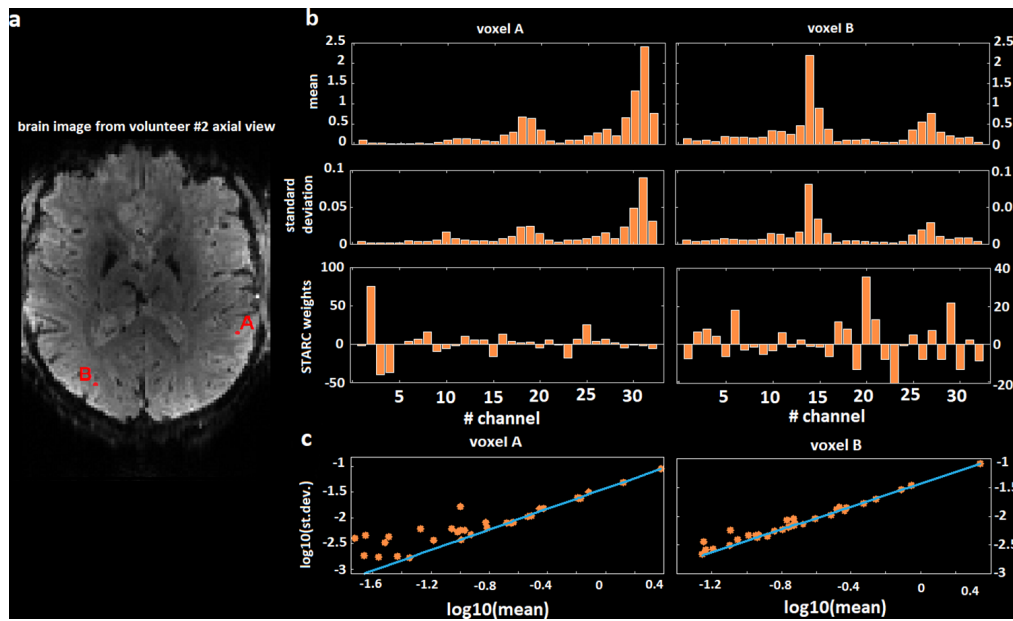 a
brain image from volunteer #2 axial view
A
B
b
voxel A
voxel B
mean
2.5
2
1.5
1
0.5
0
2.5
2
1.5
1
0.5
0
standard
deviation
0.1
0.05
0
0.1
0.05
0
STARC weights
100
50
0
-50
40
20
0
-20
5 10 15 20 25 30
5 10 15 20 25 30
# channel
# channel
c
voxel A
voxel B
log10(st.dev.)
-1
-1.5
-2
-2.5
-3
-1
-1.5
-2
-2.5
-3
-1.6 -1.2 -0.8 -0.4 0 0.4
-1.2 -0.8 -0.4 0 0.4
log10(mean)
log10(mean)